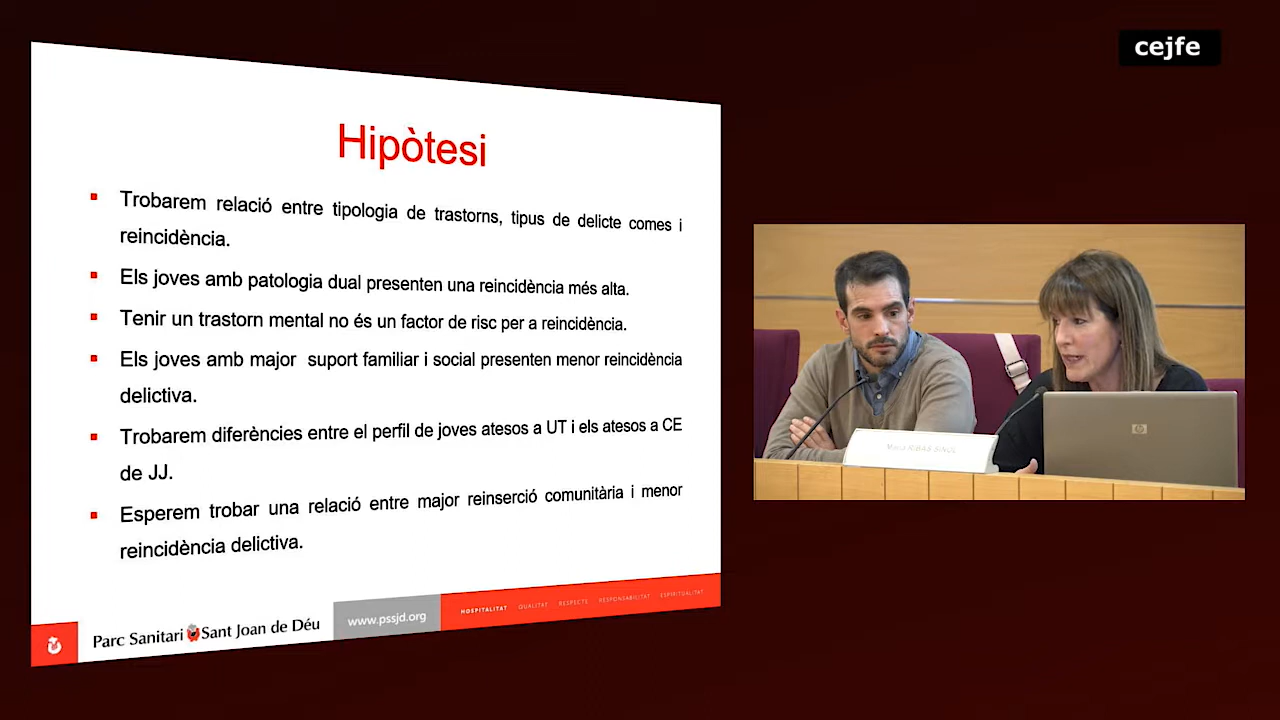 cejfe
Hipòtesi
Trobarem relació entre tipologia de trastorns, tipus de delicte comes i
reincidència.
Els joves amb patologia dual presenten una reincidència més alta.
Tenir un trastorn mental no és un factor de risc per a reincidència.
Els joves amb major suport familiar i social presenten menor reincidència
delictiva.
Trobarem diferències entre el perfil de joves atesos a UT i els atesos a CE
de JJ.
Esperem trobar una relació entre major reinserció comunitària i menor
reincidència delictiva.
Parc Sanitari Sant Joan de Déu
www.pssjd.org
HOSPITALITAT QUALITAT RESPECTE RESPONSABILITAT ESPIRITUALITAT
hp